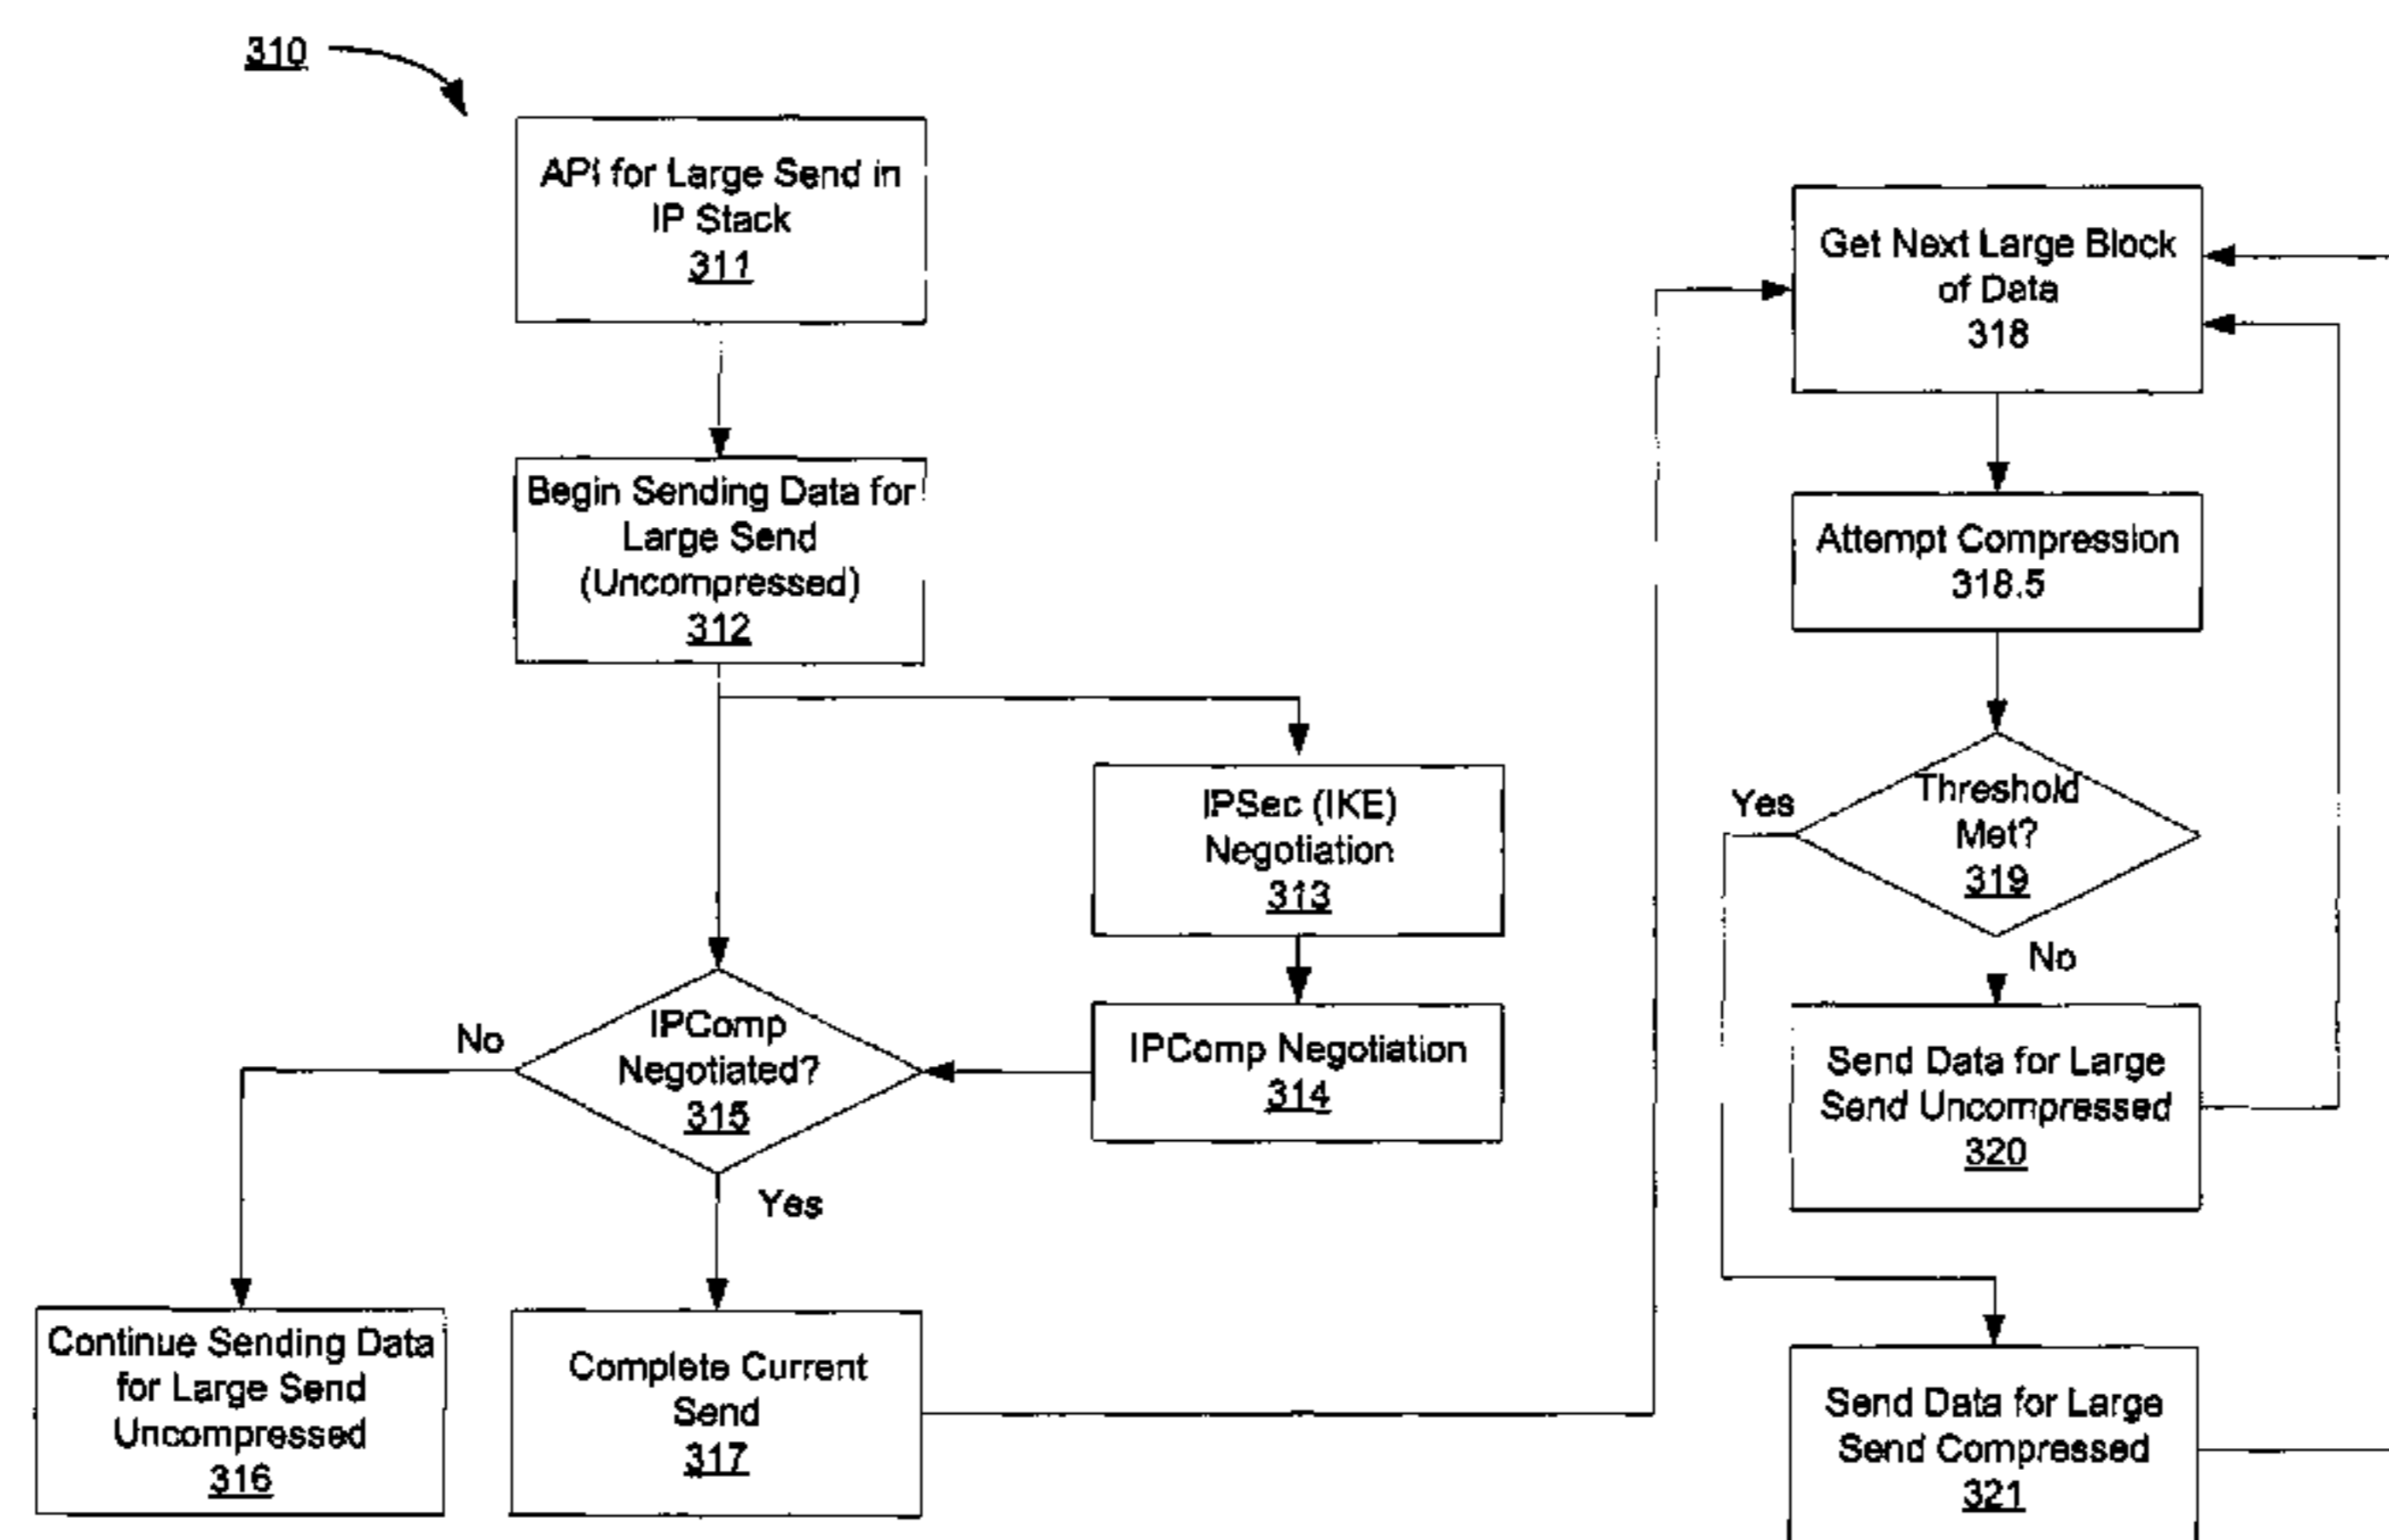 310
API for Large Send in
IP Stack
311
Begin Sending Data for
Large Send
(Uncompressed)
312
IPSec (IKE)
Negotiation
313
IPComp Negotiation
314
IPComp
Negotiated?
315
No
Yes
Continue Sending Data
for Large Send
Uncompressed
316
Complete Current
Send
317
Get Next Large Block
of Data
318
Attempt Compression
318.5
Threshold
Met?
319
Yes
No
Send Data for Large
Send Uncompressed
320
Send Data for Large
Send Compressed
321